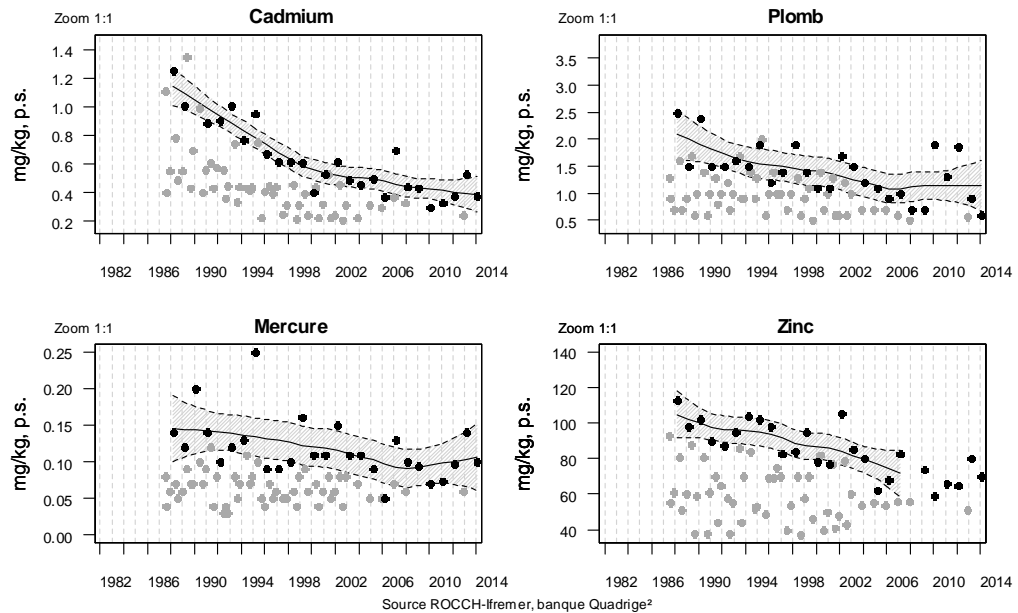 Zoom 1:1
Cadmium
mg/kg, p.s.
1.4
1.2
1.0
0.8
0.6
0.4
0.2
1982 1986 1990 1994 1998 2002 2006 2010 2014
Zoom 1:1
Plomb
mg/kg, p.s.
3.5
3.0
2.5
2.0
1.5
1.0
0.5
1982 1986 1990 1994 1998 2002 2006 2010 2014
Zoom 1:1
Mercure
mg/kg, p.s.
0.25
0.20
0.15
0.10
0.05
0.00
1982 1986 1990 1994 1998 2002 2006 2010 2014
Zoom 1:1
Zinc
mg/kg, p.s.
140
120
100
80
60
40
1982 1986 1990 1994 1998 2002 2006 2010 2014
Source ROCCH-Ifremer, banque Quadrige²